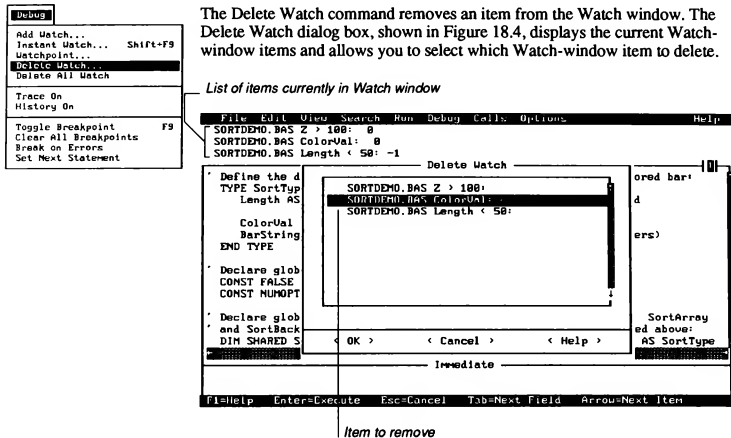 Debug
Add Watch...
Instant Watch... Shift+F9
Watchpoint...
Delete Watch...
Delete All Watch
Trace On
History On
Toggle Breakpoint F9
Clear All Breakpoints
Break on Errors
Set Next Statement
The Delete Watch command removes an item from the Watch window. The
Delete Watch dialog box, shown in Figure 18.4, displays the current Watch-
window items and allows you to select which Watch-window item to delete.
List of items currently in Watch window
File Edit View Search Run Debug Calls Options Help
SORTDEMO.BAS Z > 100: 0
SORTDEMO.BAS ColorVal: 0
SORTDEMO.BAS Length < 50: -1
Delete Watch
' Define the d
ored bar:
TYPE SortTyp
SORTDEMO.BAS Z > 100:
Length AS
SORTDEMO.BAS ColorVal:
d
SORTDEMO.BAS Length < 50:
ColorVal
BarString
ers)
END TYPE
' Declare glob
CONST FALSE
CONST NUMOPT
' Declare glob
SortArray
' and SortBack
ed above:
DIM SHARED S
< OK > < Cancel > < Help >
AS SortType
Immediate
F1=Help Enter=Execute Esc=Cancel Tab=Next Field Arrow=Next Item
Item to remove